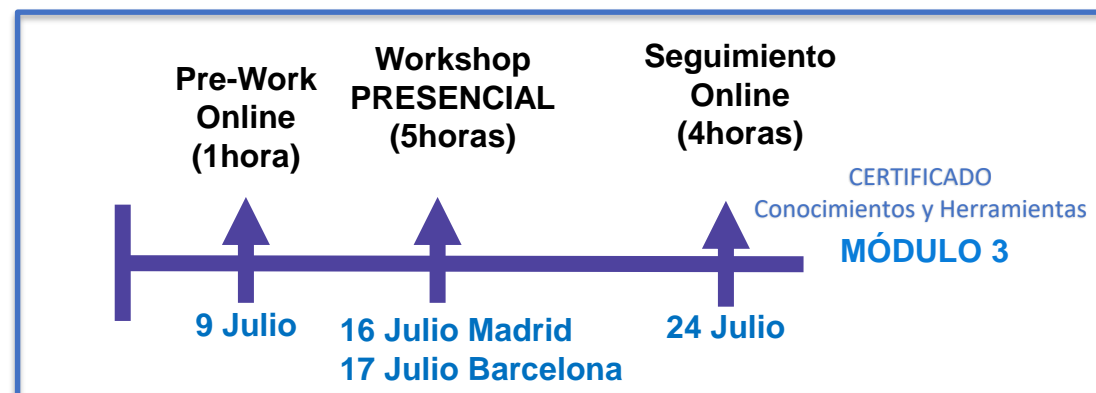 Pre-Work
Online
(1hora)
Workshop
PRESENCIAL
(5horas)
Seguimiento
Online
(4horas)
CERTIFICADO
Conocimientos y Herramientas
MÓDULO 3
9 Julio
16 Julio Madrid
17 Julio Barcelona
24 Julio